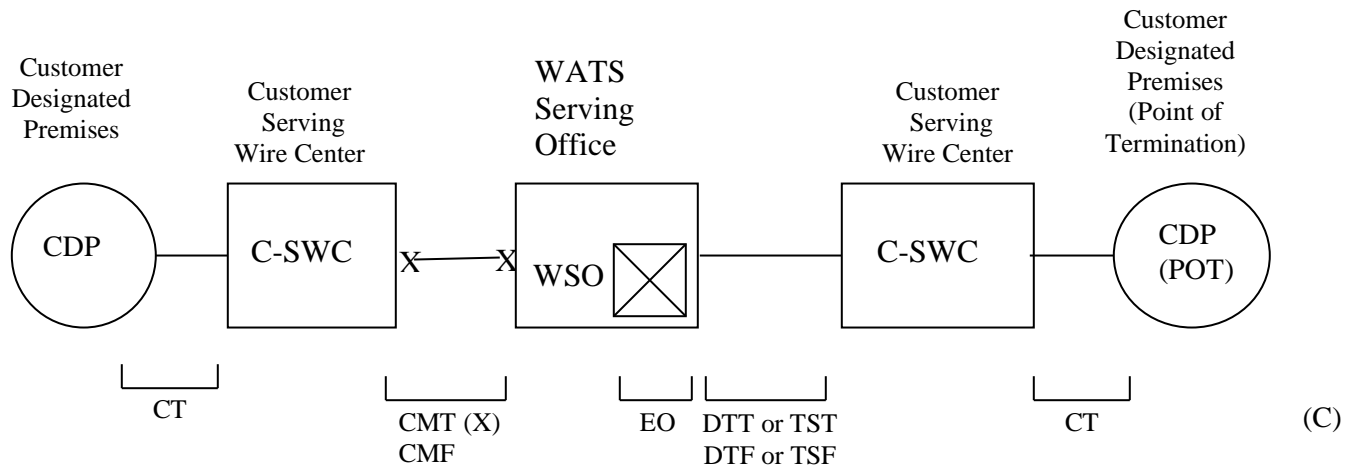 Customer
Designated
Premises
Customer
Serving
Wire Center
WATS
Serving
Office
Customer
Serving
Wire Center
Customer
Designated
Premises
(Point of
Termination)
CDP
C-SWC
X
X
WSO
C-SWC
CDP
(POT)
CT
CMT (X)
CMF
EO
DTT or TST
DTF or TSF
CT
(C)